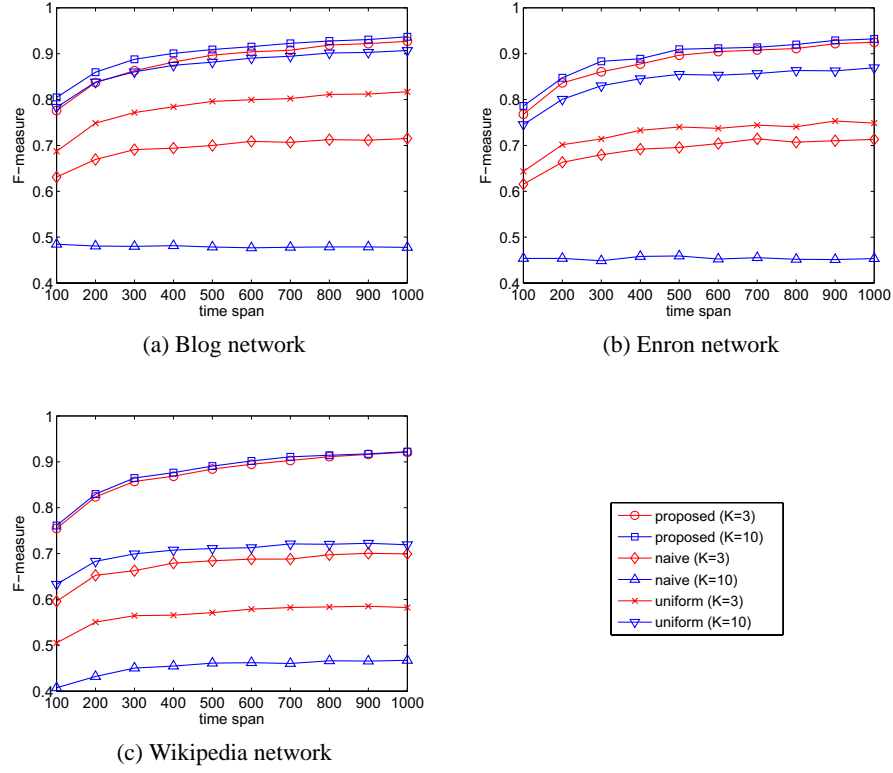 1
0.9
0.8
0.7
0.6
0.5
0.4
F-measure
100 200 300 400 500 600 700 800 900 1000
time span
(a) Blog network
1
0.9
0.8
0.7
0.6
0.5
0.4
F-measure
100 200 300 400 500 600 700 800 900 1000
time span
(b) Enron network
1
0.9
0.8
0.7
0.6
0.5
0.4
F-measure
100 200 300 400 500 600 700 800 900 1000
time span
(c) Wikipedia network
proposed (K=3)
proposed (K=10)
naive (K=3)
naive (K=10)
uniform (K=3)
uniform (K=10)